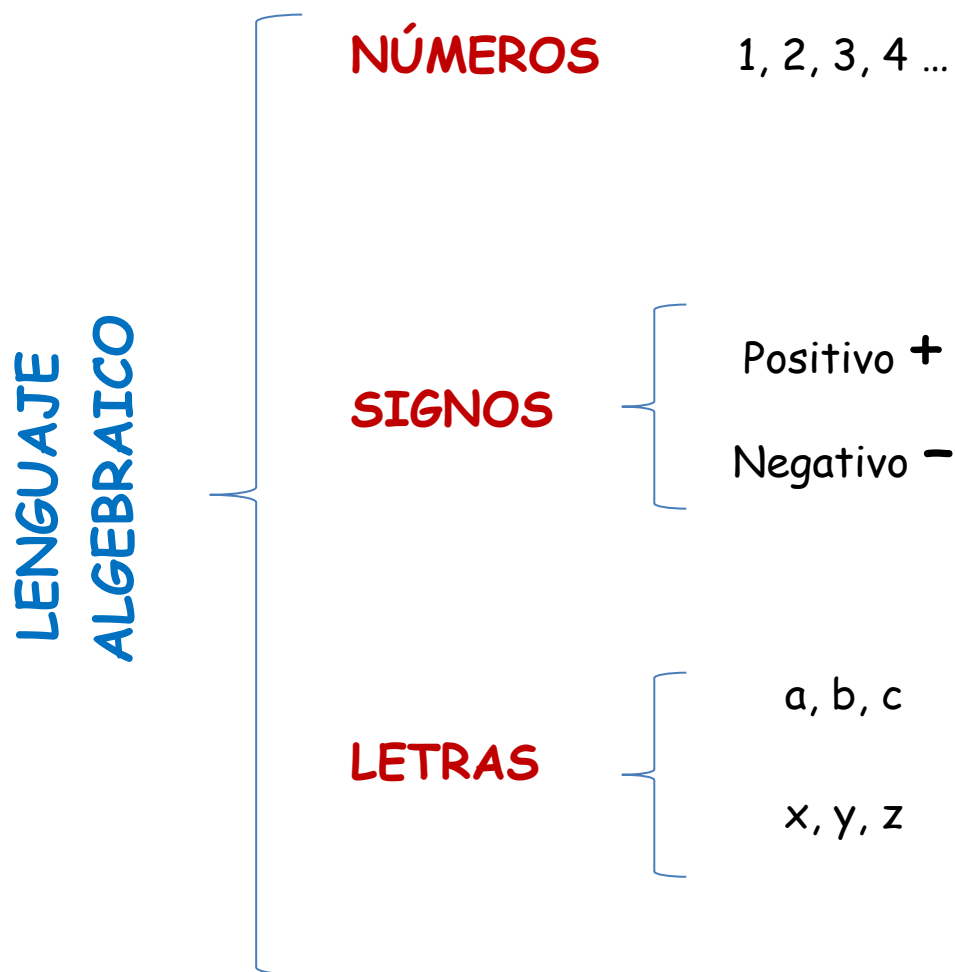 LENGUAJE
ALGEBRAICO
NÚMEROS
1, 2, 3, 4 …
SIGNOS
Positivo +
Negativo -
LETRAS
a, b, c
x, y, z